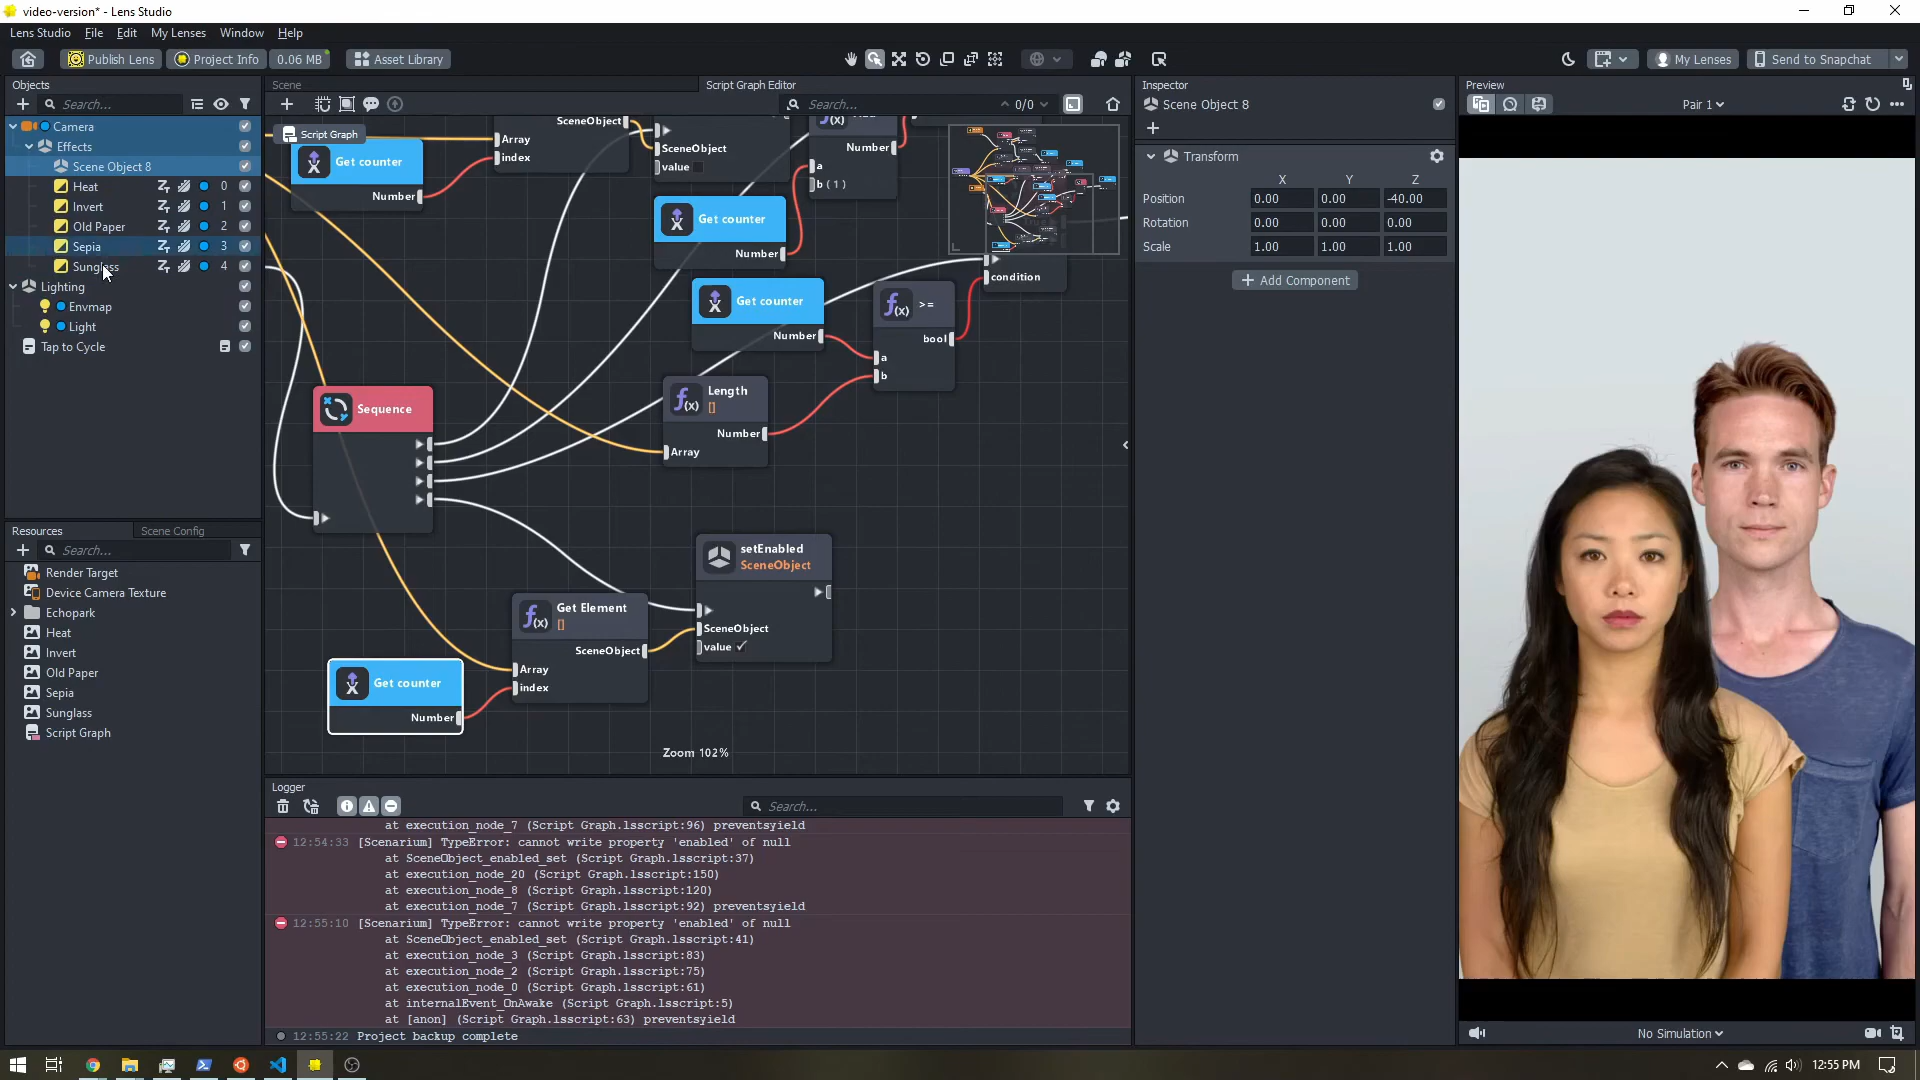 video-version* - Lens Studio
Lens Studio File Edit My Lenses Window Help
Publish Lens Project Info 0.06 MB Asset Library My Lenses Send to Snapchat
Objects
Search...
Camera
Effects
Scene Object 8
Heat 0
Invert 1
Old Paper 2
Sepia 3
Sunglass 4
Lighting
Envmap
Light
Tap to Cycle
Resources Scene Config
Search...
Render Target
Device Camera Texture
Echopark
Heat
Invert
Old Paper
Sepia
Sunglass
Script Graph
Scene Script Graph Editor
Search... 0/0
Script Graph
Get counter
Number
SceneObject
Array
index
SceneObject
value
Number
a
b ( 1 )
Get counter
Number
Get counter
Number
>=
bool
a
b
condition
Sequence
Length
[]
Number
Array
setEnabled
SceneObject
SceneObject
value
Get Element
[]
SceneObject
Array
index
Get counter
Number
Zoom 102%
Logger
Search...
at execution_node_7 (Script Graph.lsscript:96) preventsyield
12:54:33 [Scenarium] TypeError: cannot write property 'enabled' of null
at SceneObject_enabled_set (Script Graph.lsscript:37)
at execution_node_20 (Script Graph.lsscript:150)
at execution_node_8 (Script Graph.lsscript:120)
at execution_node_7 (Script Graph.lsscript:92) preventsyield
12:55:10 [Scenarium] TypeError: cannot write property 'enabled' of null
at SceneObject_enabled_set (Script Graph.lsscript:41)
at execution_node_3 (Script Graph.lsscript:83)
at execution_node_2 (Script Graph.lsscript:75)
at execution_node_0 (Script Graph.lsscript:61)
at internalEvent_OnAwake (Script Graph.lsscript:5)
at [anon] (Script Graph.lsscript:63) preventsyield
12:55:22 Project backup complete
Inspector
Scene Object 8
Transform
X Y Z
Position 0.00 0.00 -40.00
Rotation 0.00 0.00 0.00
Scale 1.00 1.00 1.00
Add Component
Preview
Pair 1
No Simulation
12:55 PM